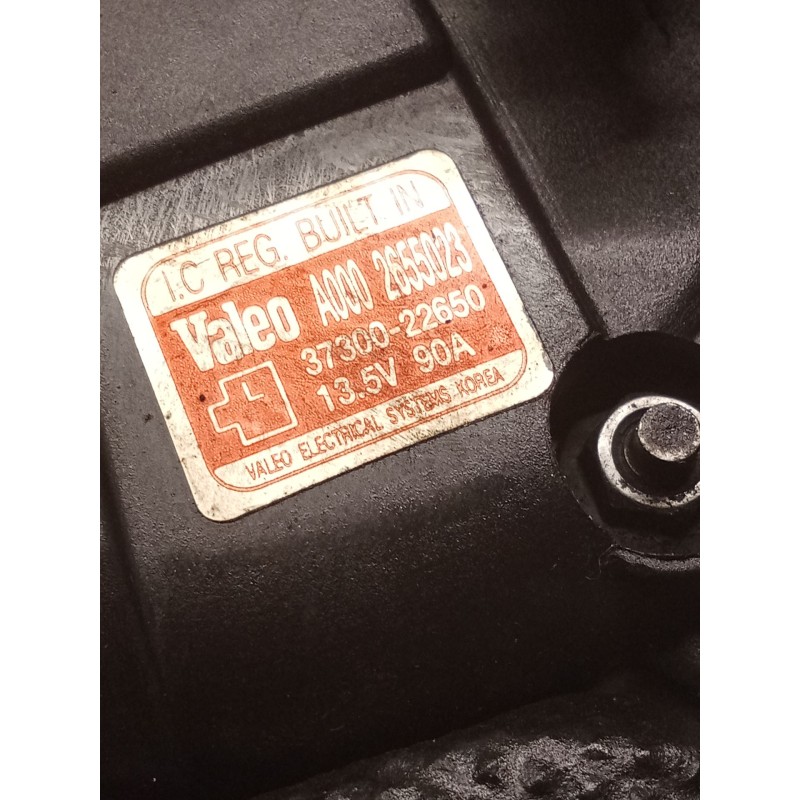 I.C REG. BUILT IN
Valeo A000 2655023
37300-22650
L 13.5V 90A
VALEO ELECTRICAL SYSTEMS KOREA